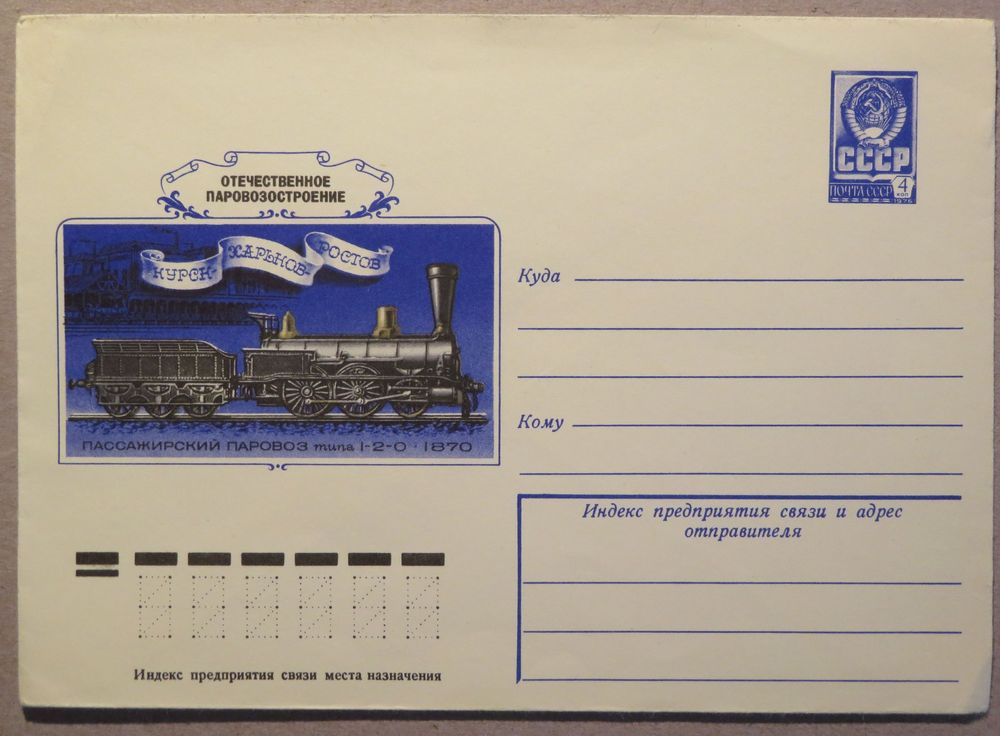 ОТЕЧЕСТВЕННОЕ
ПАРОВОЗОСТРОЕНИЕ
КУРСК-ХАРЬКОВ-РОСТОВ
ПАССАЖИРСКИЙ ПАРОВОЗ типа 1-2-0 · 1870
СССР
ПОЧТА СССР 4
КОП
1976
Куда
Кому
Индекс предприятия связи и адрес
отправителя
Индекс предприятия связи места назначения